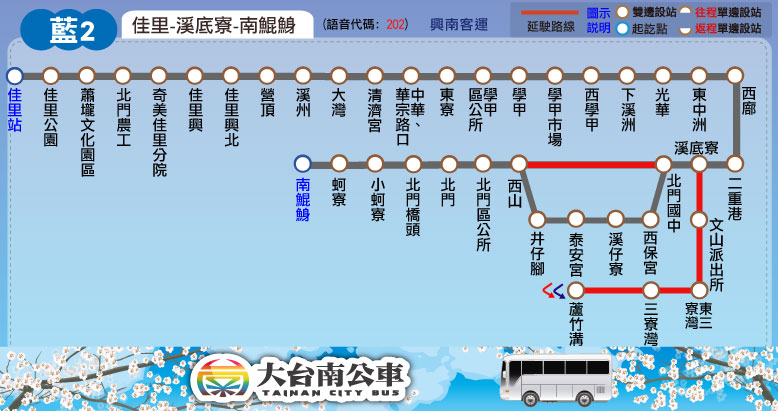 藍2
佳里-溪底寮-南鯤鯓
(語音代碼：202)
興南客運
延駛路線
圖示說明
雙邊設站
往程單邊設站
起訖點
返程單邊設站
佳里站
佳里公園
蕭壠文化園區
北門農工
奇美佳里分院
佳里興
佳里興北
營頂
溪州
大灣
清濟宮
中華、華宗路口
東寮
學甲區公所
學甲
學甲市場
西學甲
下溪洲
光華
東中洲
西廍
二重港
溪底寮
北門國中
西山
北門區公所
北門
北門橋頭
小蚵寮
蚵寮
南鯤鯓
井仔腳
泰安宮
溪仔寮
西保宮
文山派出所
東三寮灣
三寮灣
蘆竹溝
大台南公車
TAINAN CITY BUS